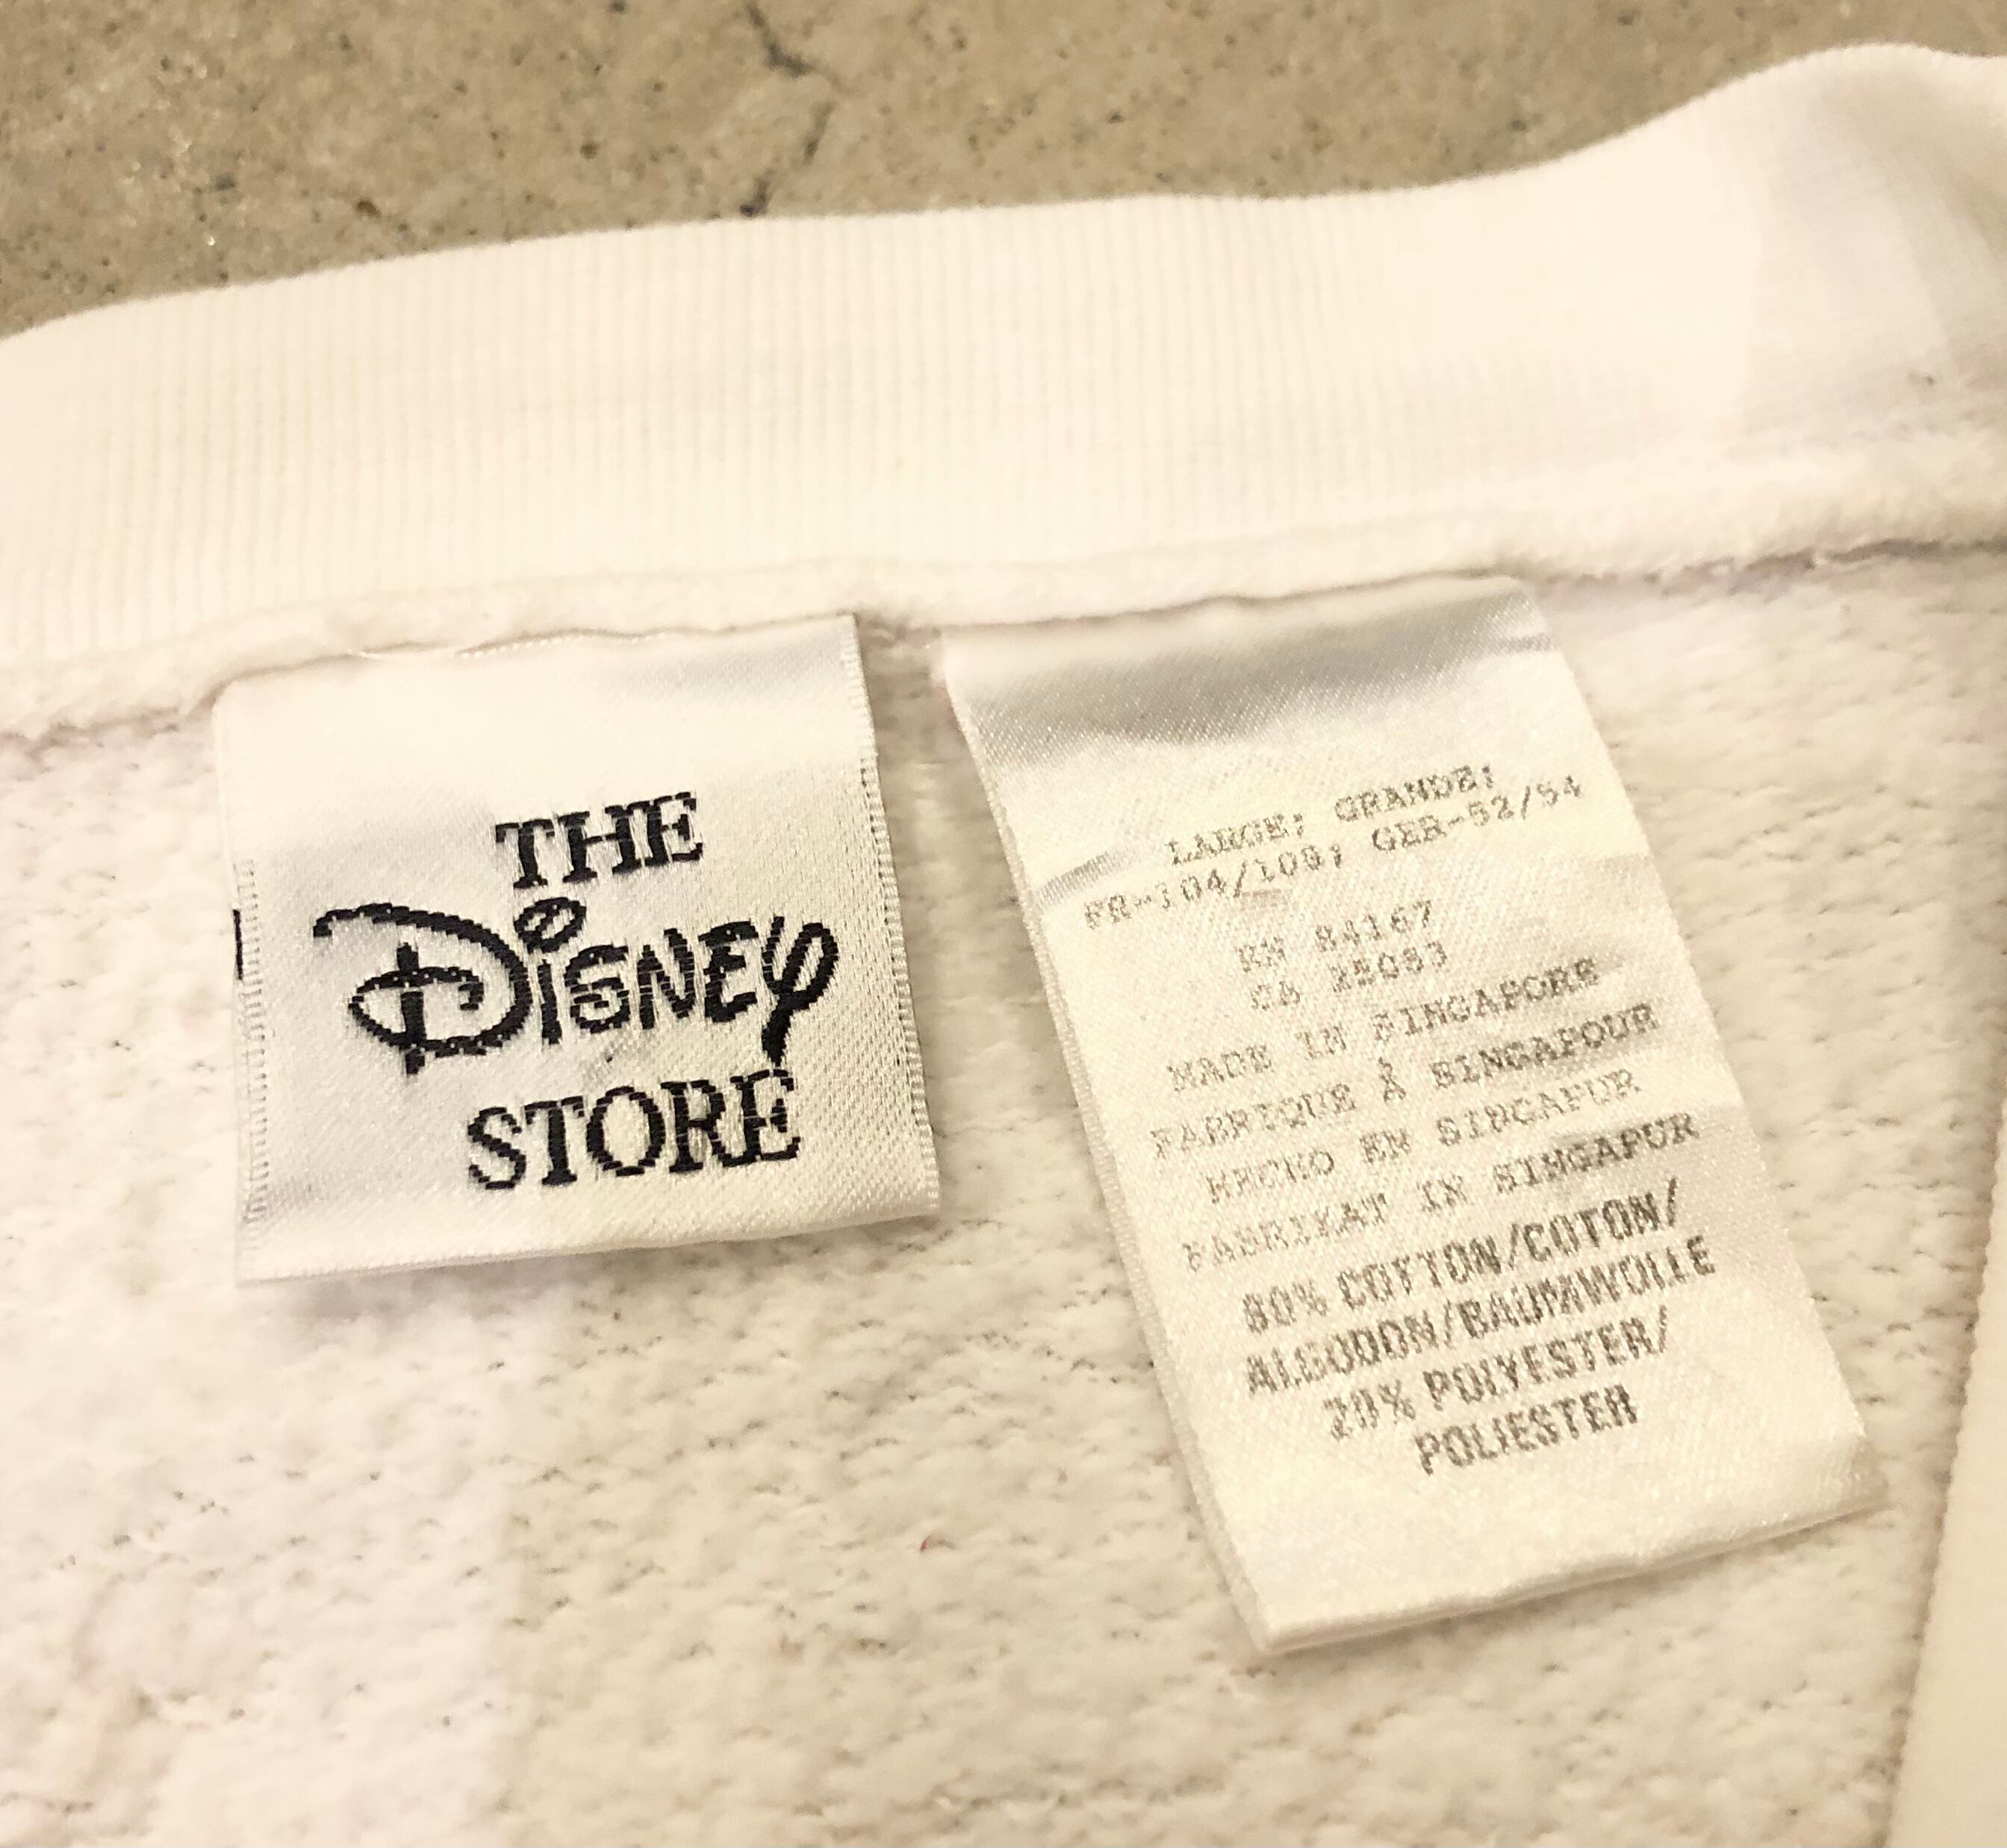 THE
DISNEY
STORE
LARGE; GRANDE;
FR-104/108; GER-52/54
RN 84167
CA 25083
MADE IN SINGAPORE
FABRIQUE À SINGAPOUR
HECHO EN SINGAPUR
FABRIKAT IN SINGAPUR
80% COTTON/COTON/
ALGODON/BAUMWOLLE
20% POLYESTER/
POLIESTER